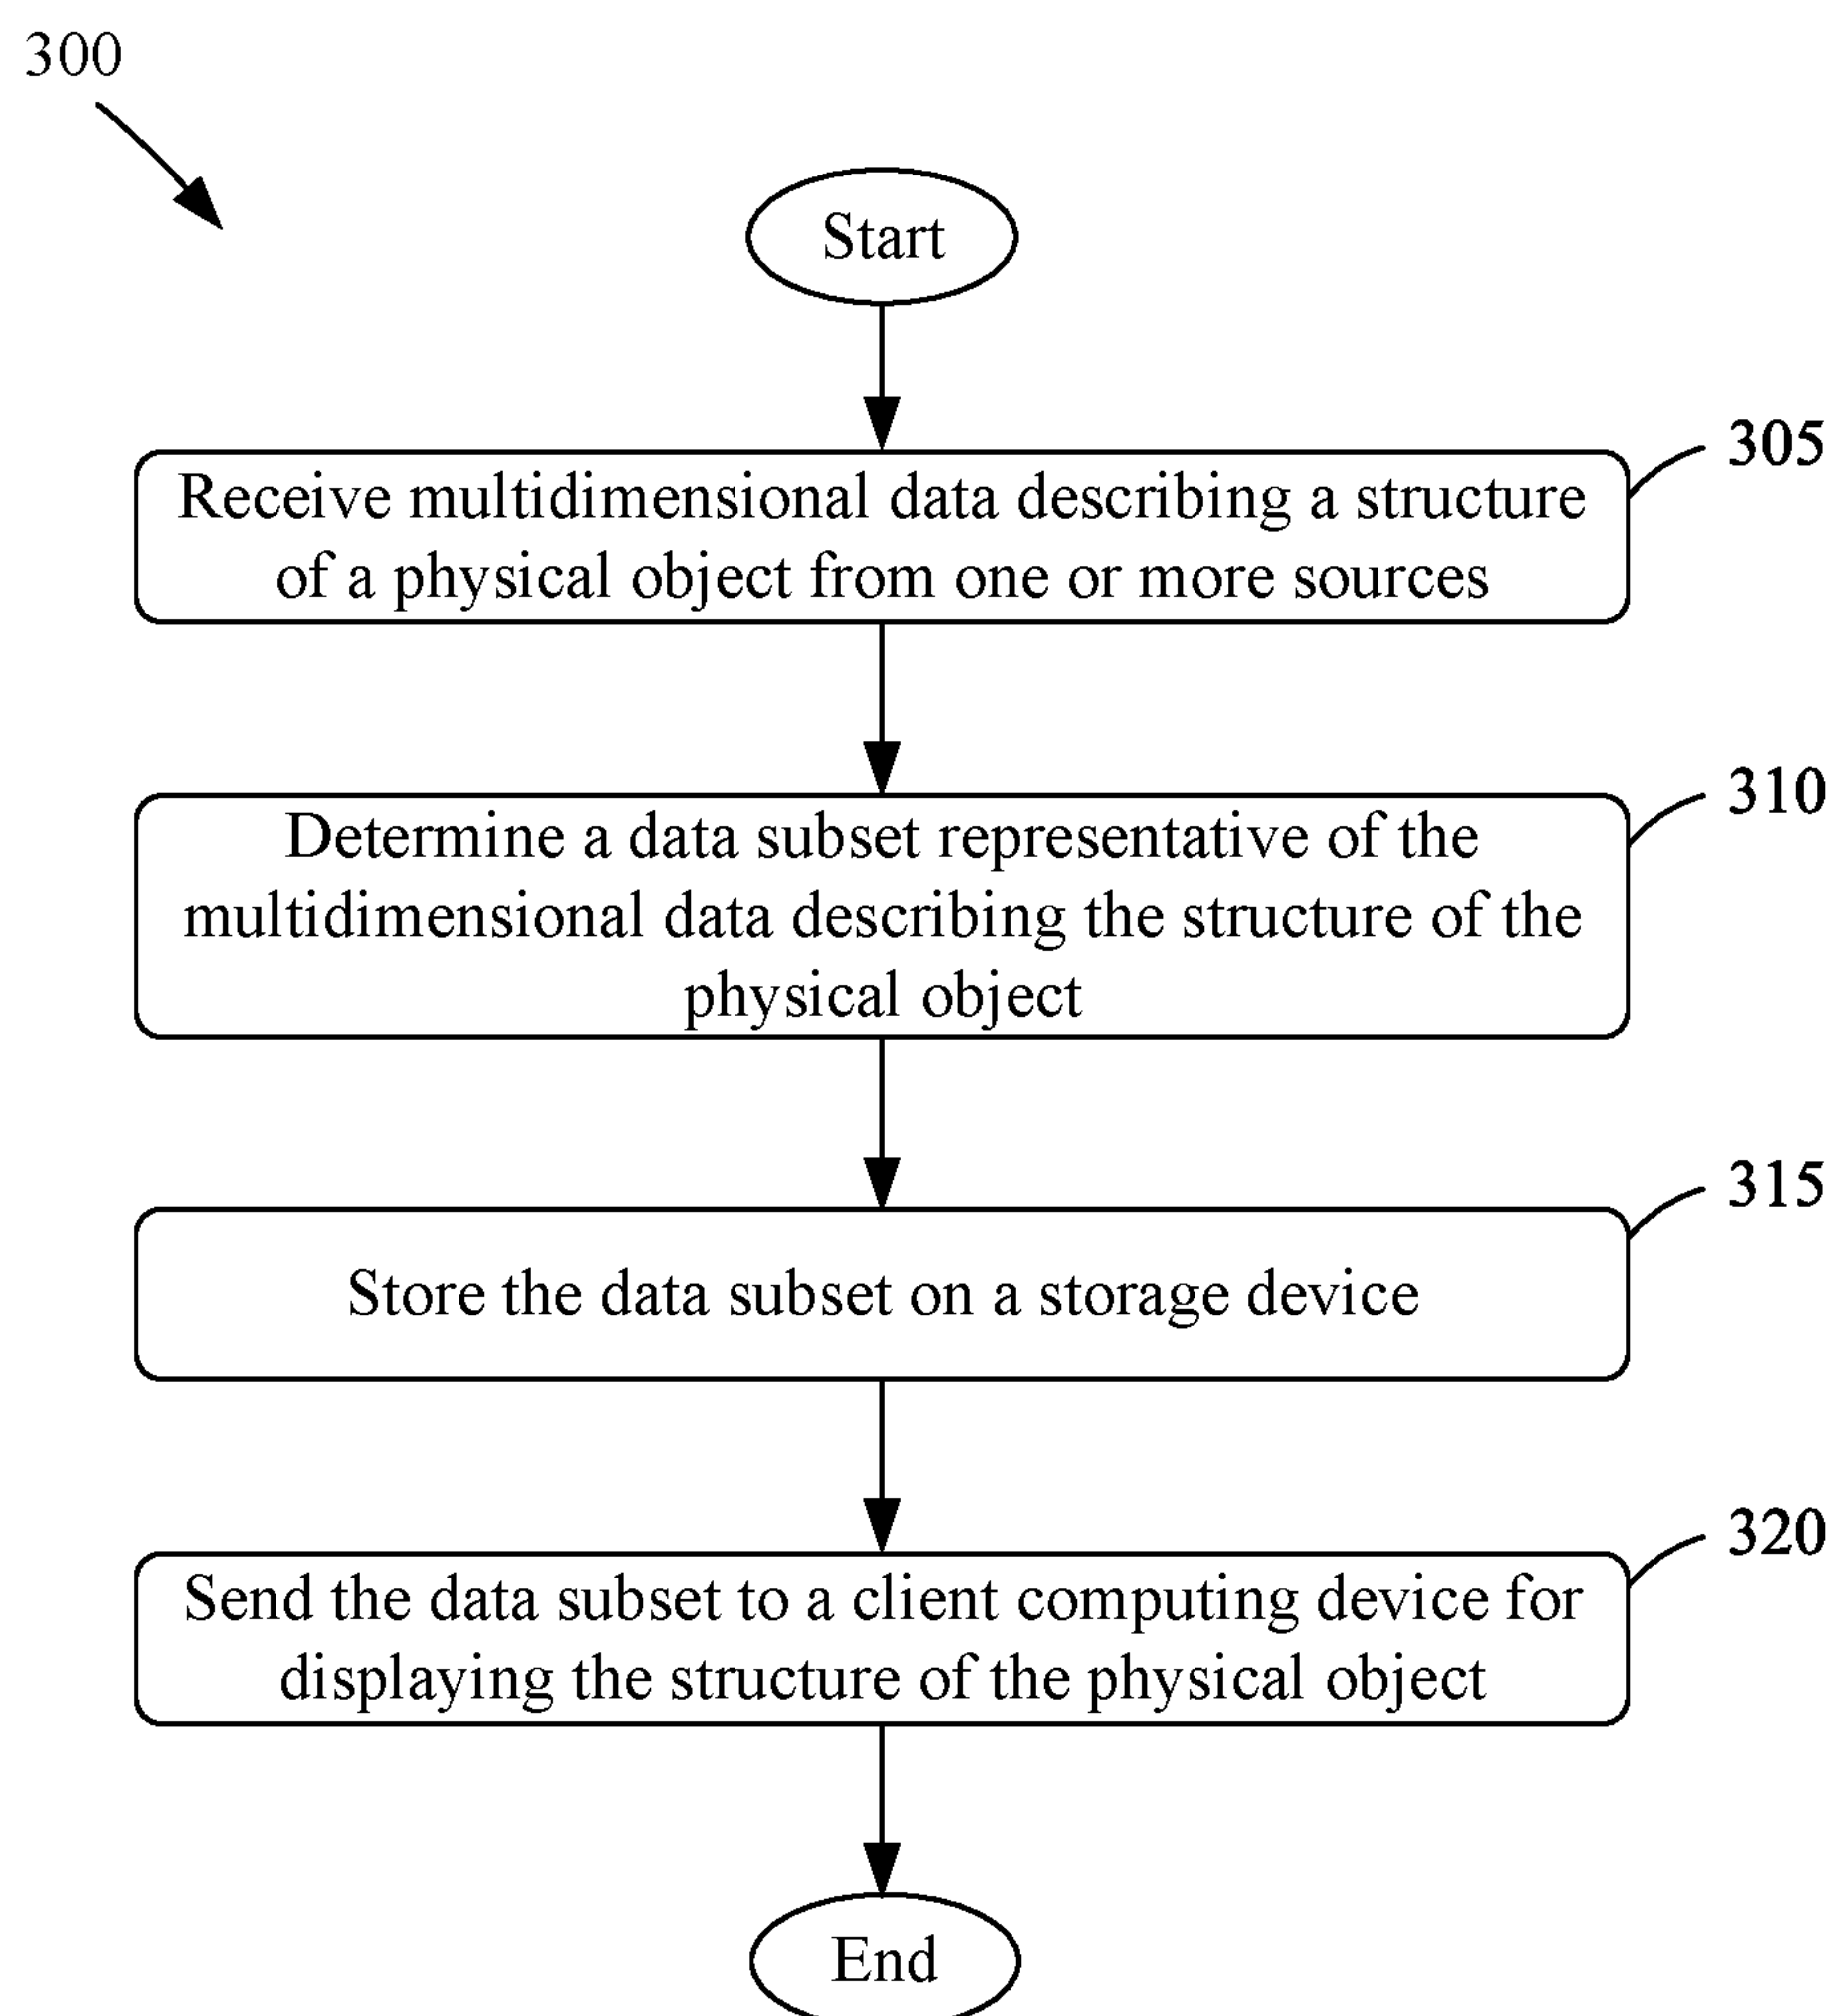 300
Start
305
Receive multidimensional data describing a structure
of a physical object from one or more sources
310
Determine a data subset representative of the
multidimensional data describing the structure of the
physical object
315
Store the data subset on a storage device
320
Send the data subset to a client computing device for
displaying the structure of the physical object
End